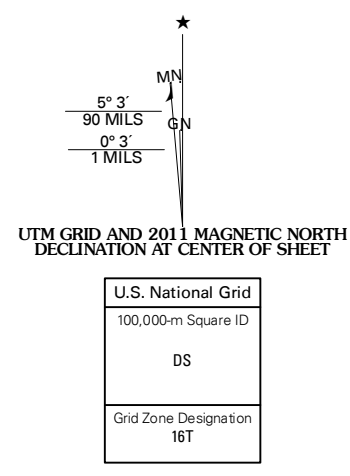 ★
MN
5° 3´
90 MILS
GN
0° 3´
1 MILS
UTM GRID AND 2011 MAGNETIC NORTH
DECLINATION AT CENTER OF SHEET
U.S. National Grid
100,000-m Square ID
DS
Grid Zone Designation
16T